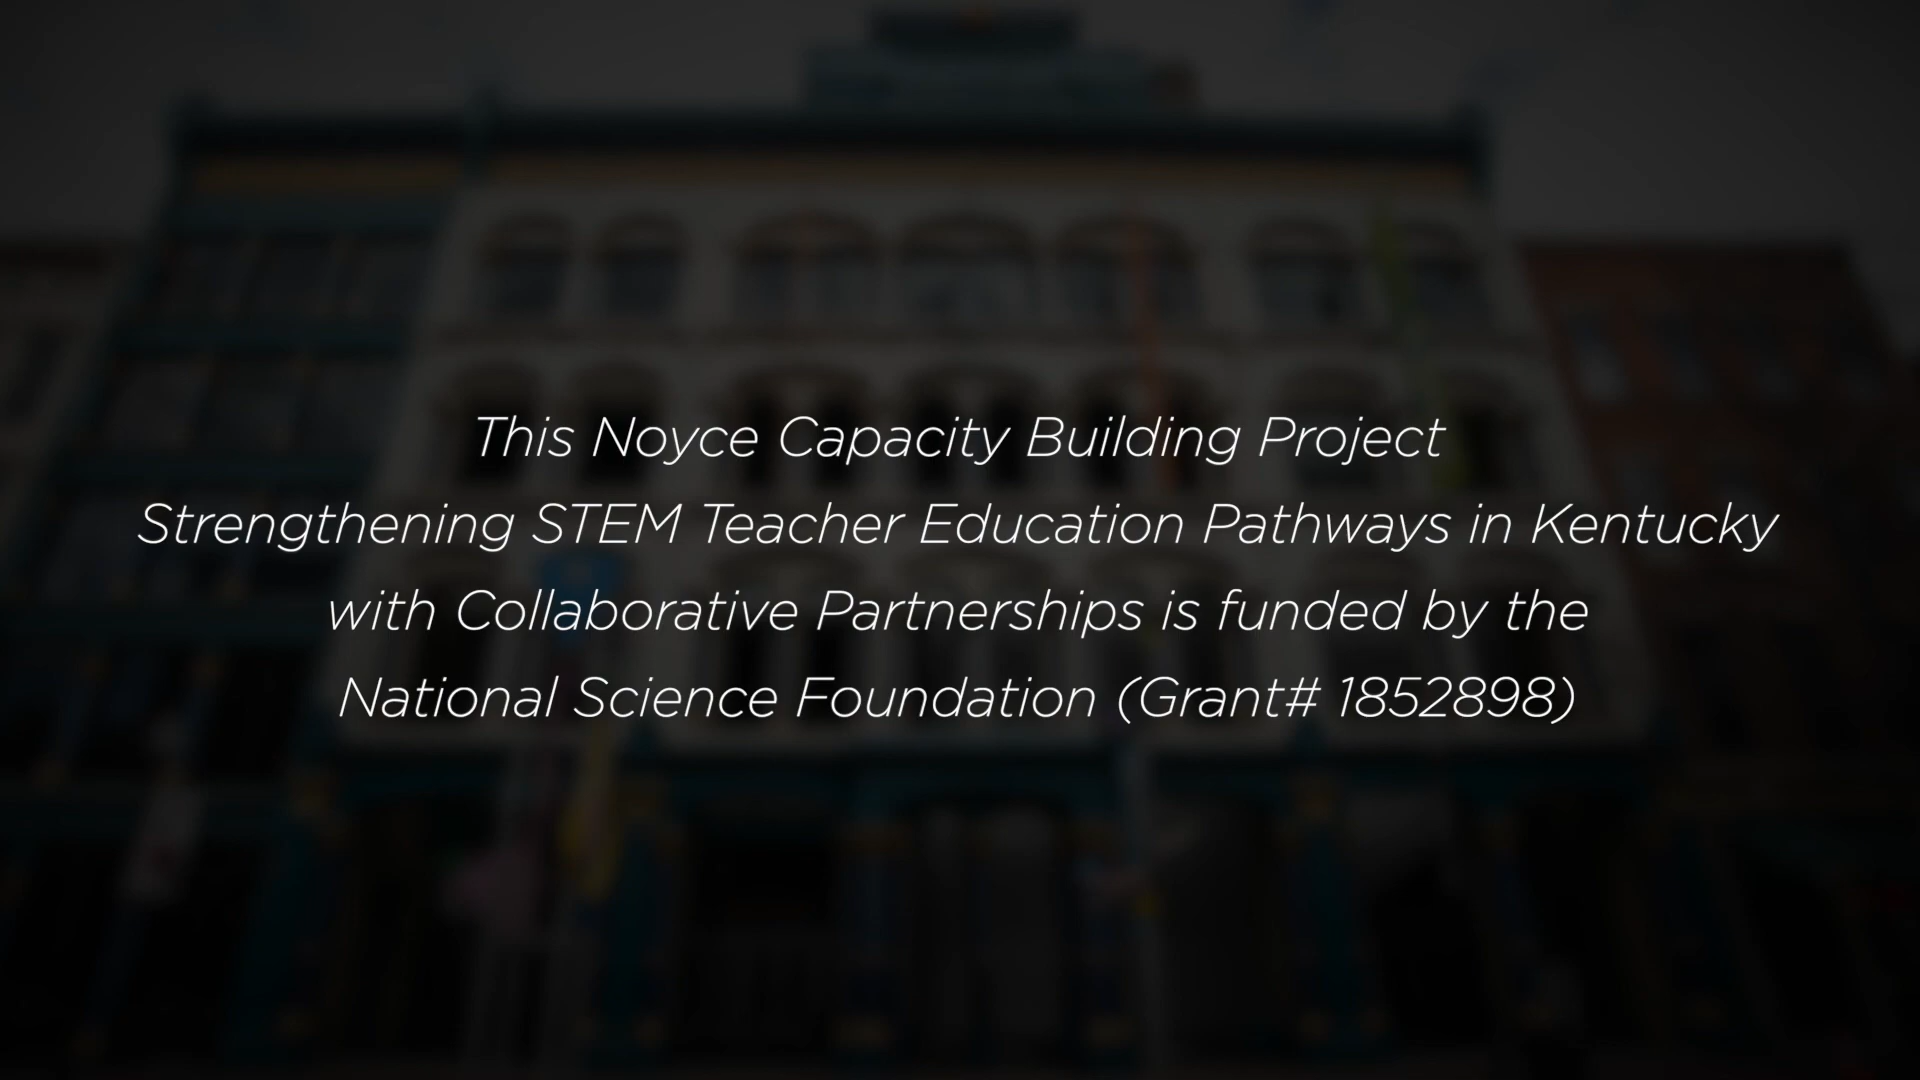 This Noyce Capacity Building Project
Strengthening STEM Teacher Education Pathways in Kentucky
with Collaborative Partnerships is funded by the
National Science Foundation (Grant# 1852898)